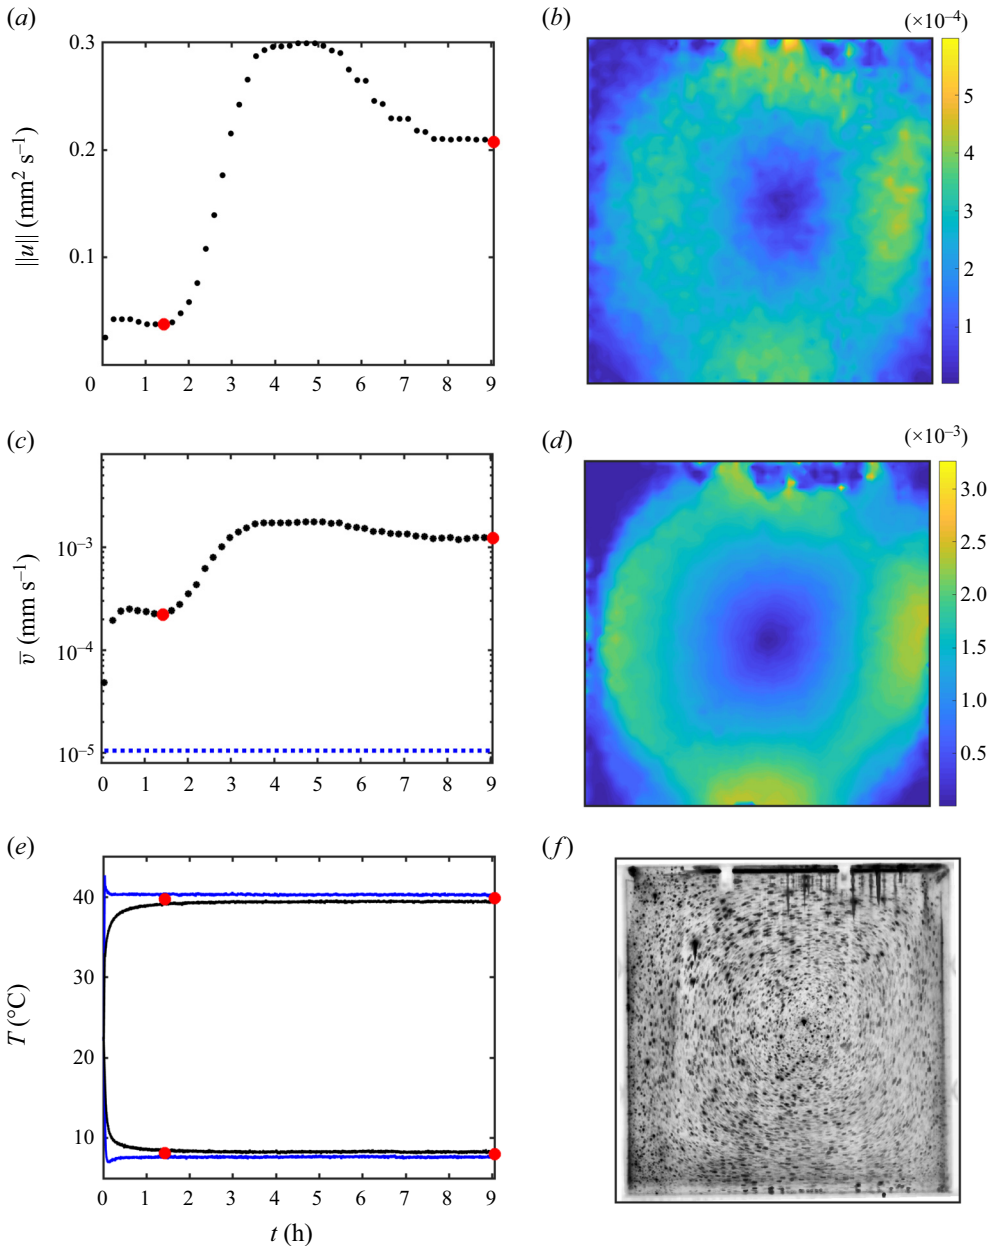 (a)
(b)
(×10⁻⁴)
0.3
0.2
0.1
0 1 2 3 4 5 6 7 8 9
||u|| (mm² s⁻¹)
5
4
3
2
1
(c)
(d)
(×10⁻³)
10⁻³
10⁻⁴
10⁻⁵
0 1 2 3 4 5 6 7 8 9
v̅ (mm s⁻¹)
3.0
2.5
2.0
1.5
1.0
0.5
(e)
(f)
40
30
20
10
0 1 2 3 4 5 6 7 8 9
T (°C)
t (h)